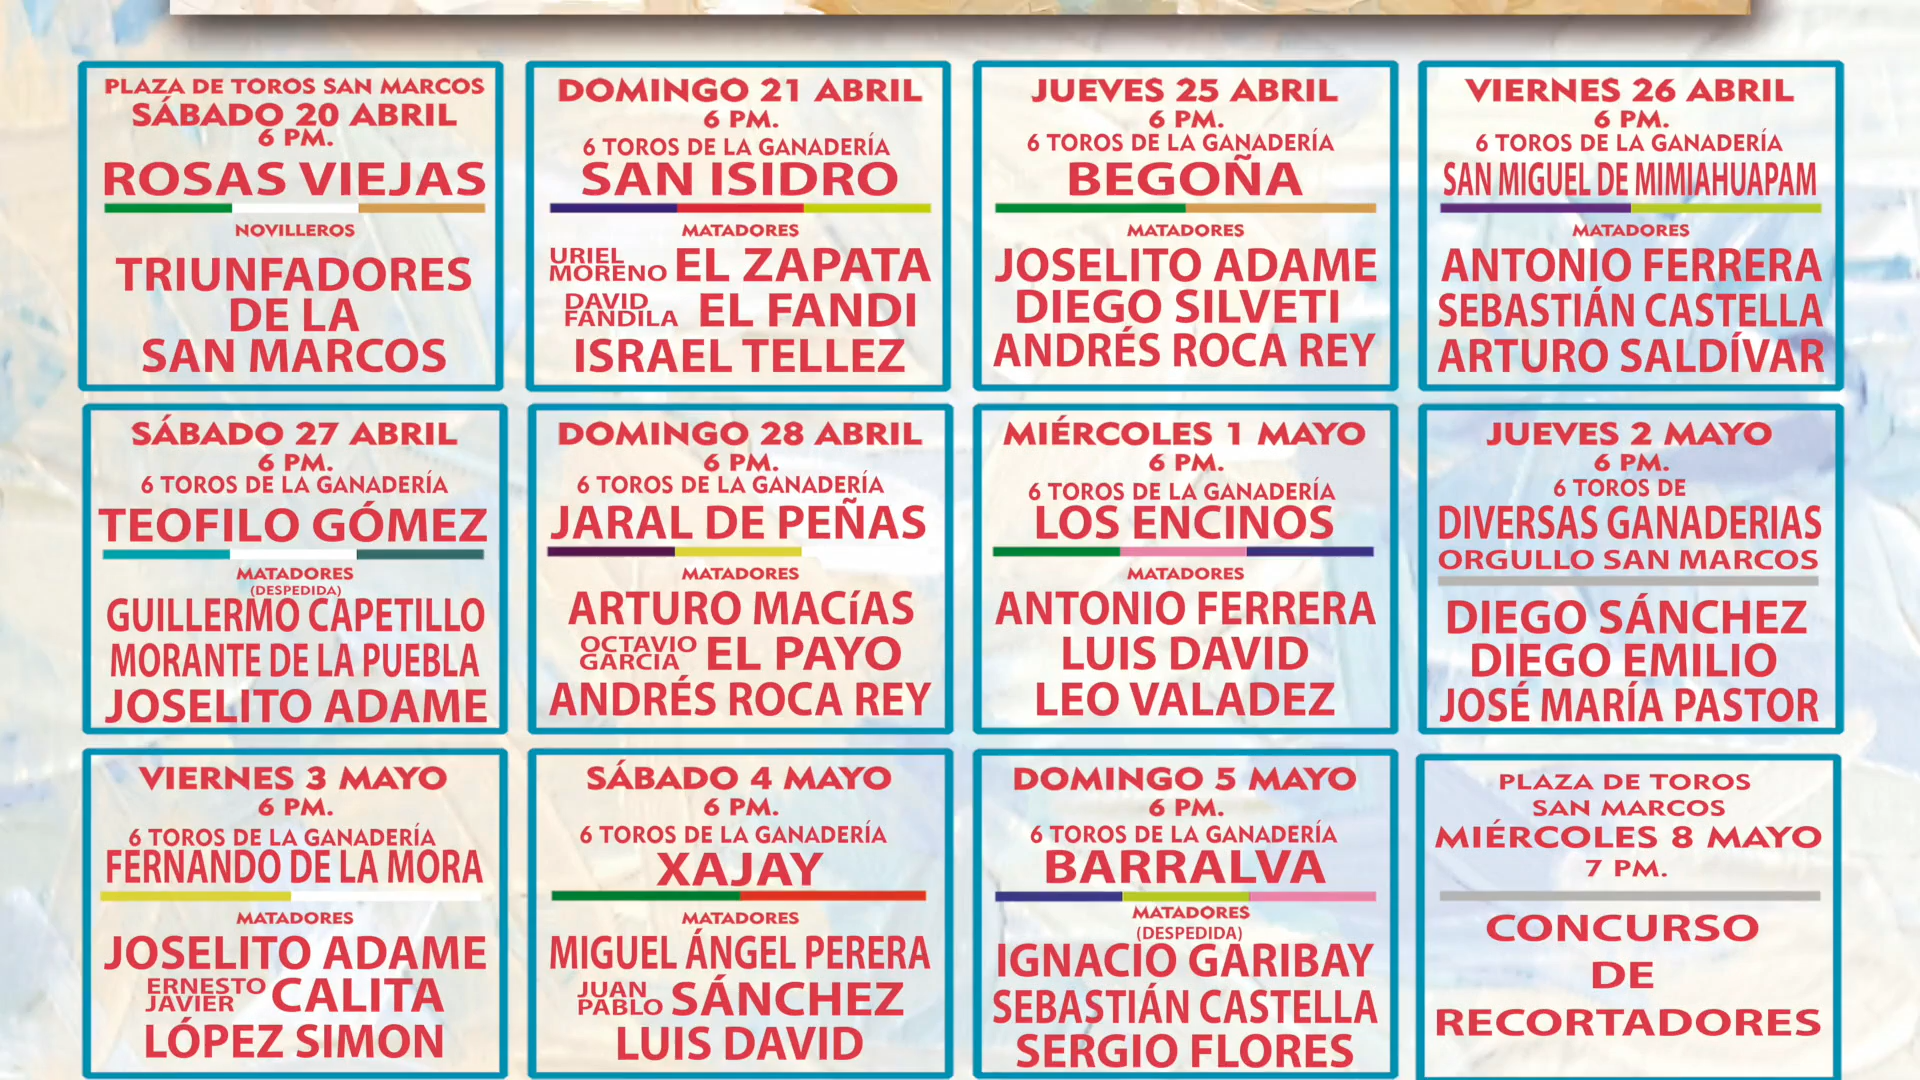 PLAZA DE TOROS SAN MARCOS
SÁBADO 20 ABRIL
6 PM.
ROSAS VIEJAS
NOVILLEROS
TRIUNFADORES
DE LA
SAN MARCOS
DOMINGO 21 ABRIL
6 PM.
6 TOROS DE LA GANADERÍA
SAN ISIDRO
MATADORES
URIEL MORENO EL ZAPATA
DAVID FANDILA EL FANDI
ISRAEL TELLEZ
JUEVES 25 ABRIL
6 PM.
6 TOROS DE LA GANADERÍA
BEGOÑA
MATADORES
JOSELITO ADAME
DIEGO SILVETI
ANDRÉS ROCA REY
VIERNES 26 ABRIL
6 PM.
6 TOROS DE LA GANADERÍA
SAN MIGUEL DE MIMIAHUAPAM
MATADORES
ANTONIO FERRERA
SEBASTIÁN CASTELLA
ARTURO SALDÍVAR
SÁBADO 27 ABRIL
6 PM.
6 TOROS DE LA GANADERÍA
TEOFILO GÓMEZ
MATADORES
(DESPEDIDA)
GUILLERMO CAPETILLO
MORANTE DE LA PUEBLA
JOSELITO ADAME
DOMINGO 28 ABRIL
6 PM.
6 TOROS DE LA GANADERÍA
JARAL DE PEÑAS
MATADORES
ARTURO MACíAS
OCTAVIO GARCÍA EL PAYO
ANDRÉS ROCA REY
MIÉRCOLES 1 MAYO
6 PM.
6 TOROS DE LA GANADERÍA
LOS ENCINOS
MATADORES
ANTONIO FERRERA
LUIS DAVID
LEO VALADEZ
JUEVES 2 MAYO
6 PM.
6 TOROS DE
DIVERSAS GANADERIAS
ORGULLO SAN MARCOS
DIEGO SÁNCHEZ
DIEGO EMILIO
JOSÉ MARÍA PASTOR
VIERNES 3 MAYO
6 PM.
6 TOROS DE LA GANADERÍA
FERNANDO DE LA MORA
MATADORES
JOSELITO ADAME
ERNESTO JAVIER CALITA
LÓPEZ SIMON
SÁBADO 4 MAYO
6 PM.
6 TOROS DE LA GANADERÍA
XAJAY
MATADORES
MIGUEL ÁNGEL PERERA
JUAN PABLO SÁNCHEZ
LUIS DAVID
DOMINGO 5 MAYO
6 PM.
6 TOROS DE LA GANADERÍA
BARRALVA
MATADORES
(DESPEDIDA)
IGNACIO GARIBAY
SEBASTIÁN CASTELLA
SERGIO FLORES
PLAZA DE TOROS
SAN MARCOS
MIÉRCOLES 8 MAYO
7 PM.
CONCURSO
DE
RECORTADORES